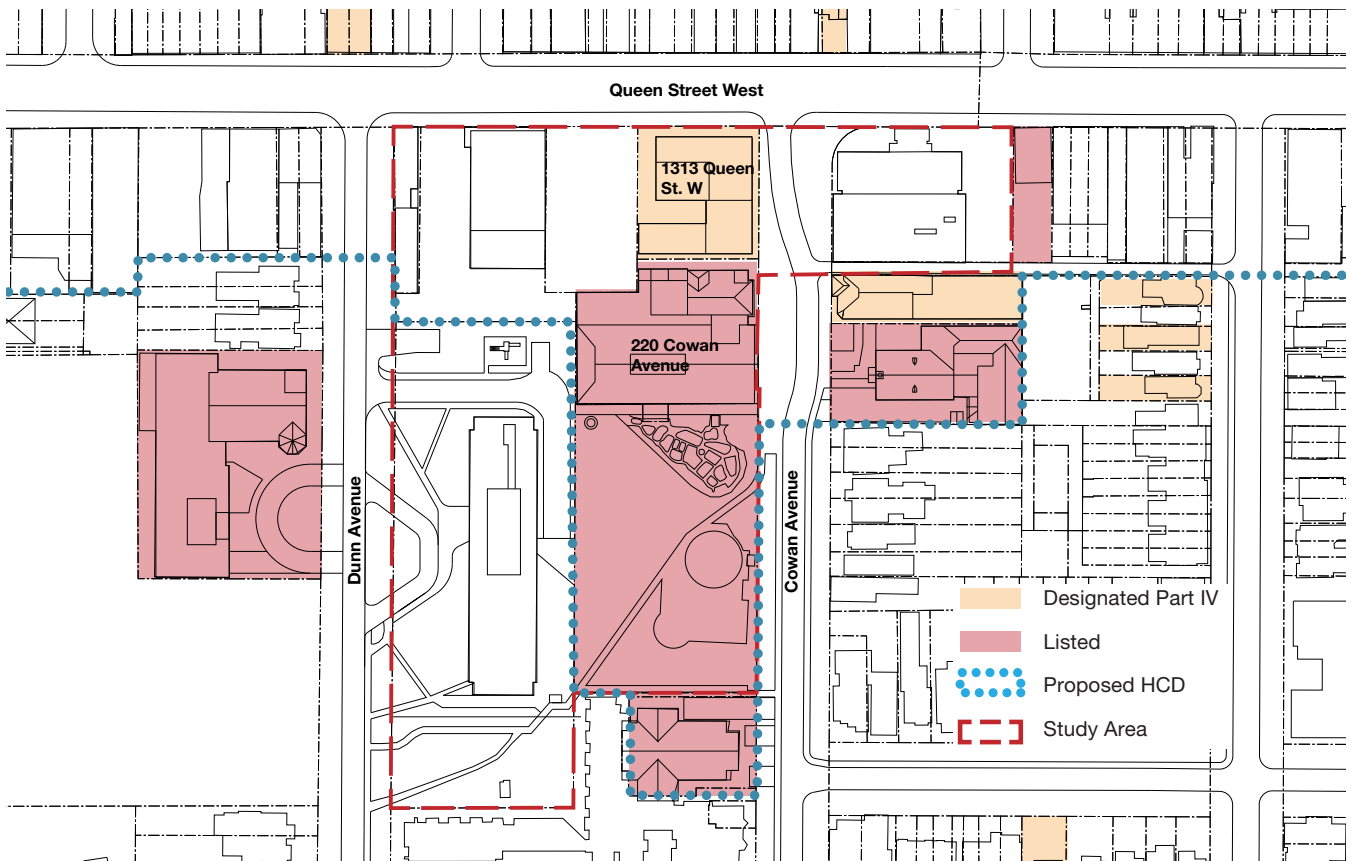 Queen Street West
1313 Queen
St. W
220 Cowan
Avenue
Dunn Avenue
Cowan Avenue
Designated Part IV
Listed
Proposed HCD
Study Area